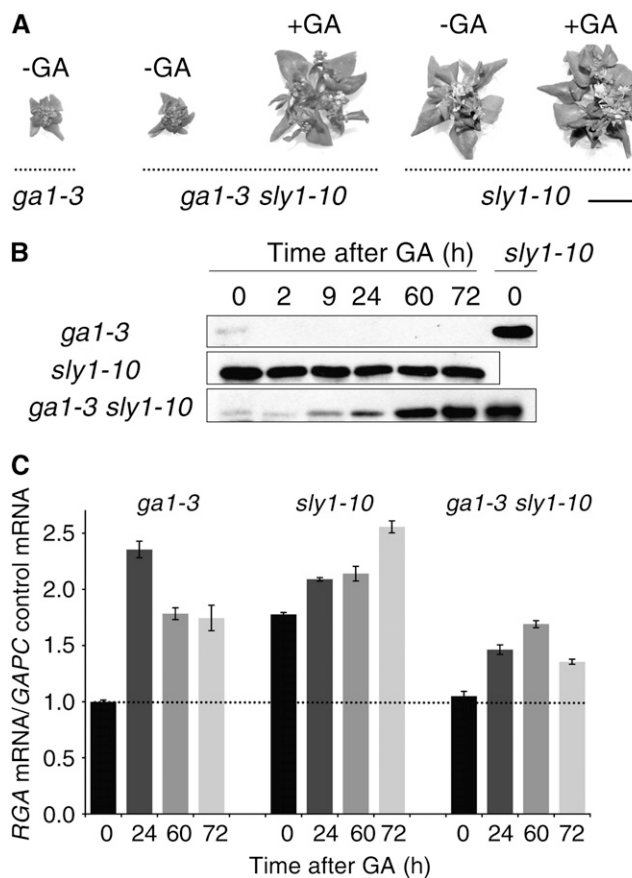 A
+GA -GA +GA
-GA -GA
ga1-3 ga1-3 sly1-10 sly1-10
B
Time after GA (h) sly1-10
0 2 9 24 60 72 0
ga1-3
sly1-10
ga1-3 sly1-10
C
RGA mRNA/GAPC control mRNA
ga1-3 sly1-10 ga1-3 sly1-10
2.5
2.0
1.5
1.0
0.5
0.0
0 24 60 72 0 24 60 72 0 24 60 72
Time after GA (h)